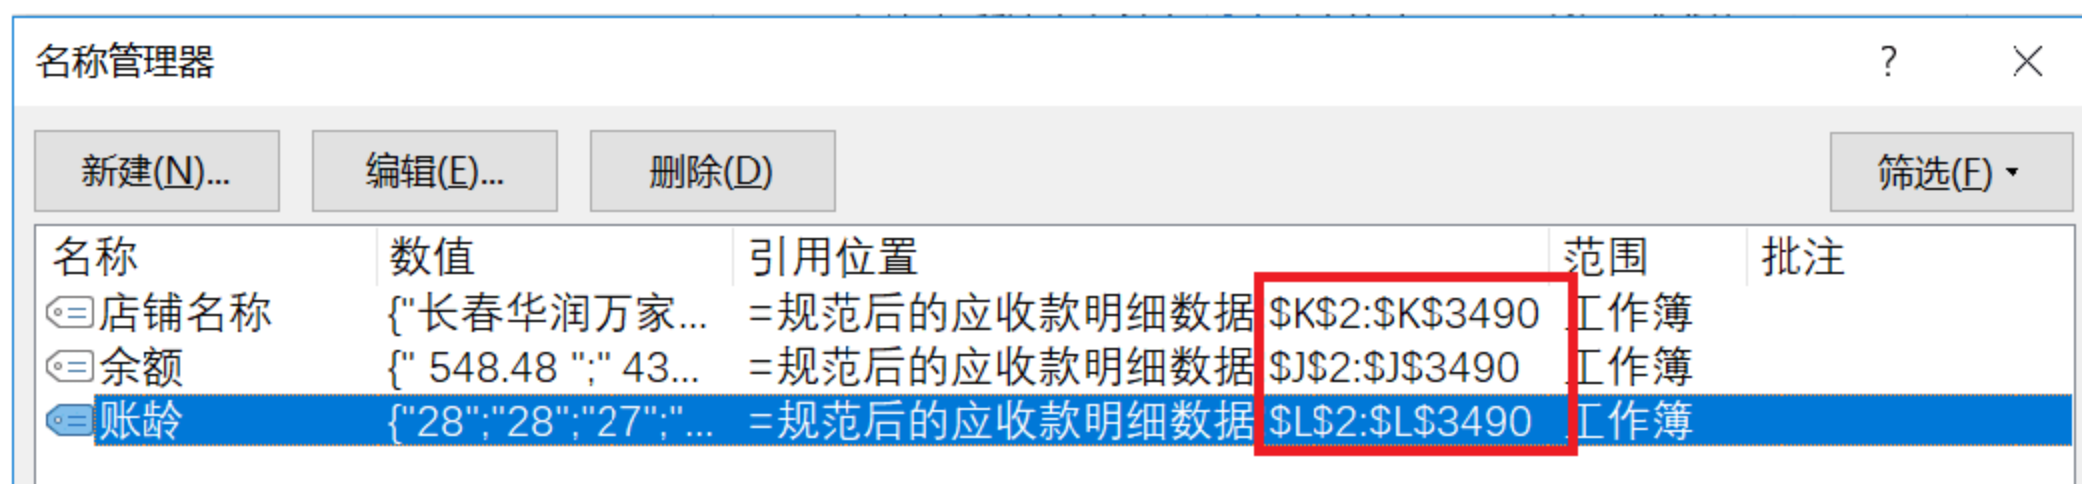 名称管理器 ?
新建(N)... 编辑(E)... 删除(D) 筛选(F)
名称 数值 引用位置 范围 批注
店铺名称 {"长春华润万家... =规范后的应收款明细数据 $K$2:$K$3490 工作簿
余额 {" 548.48 ";" 43... =规范后的应收款明细数据 $J$2:$J$3490 工作簿
账龄 {"28";"28";"27";"... =规范后的应收款明细数据 $L$2:$L$3490 工作簿